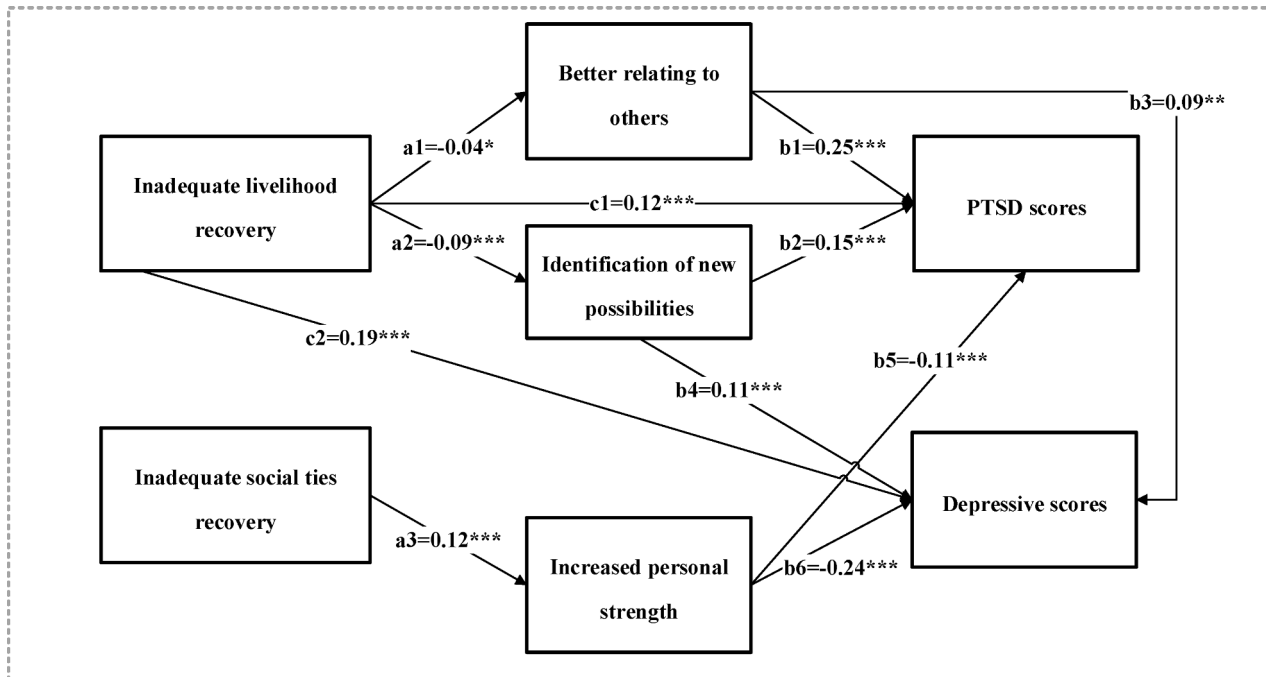 Better relating to
others
b3=0.09**
a1=-0.04*
b1=0.25***
Inadequate livelihood
recovery
c1=0.12***
PTSD scores
a2=-0.09***
b2=0.15***
Identification of new
possibilities
c2=0.19***
b5=-0.11***
b4=0.11***
Inadequate social ties
recovery
Depressive scores
a3=0.12***
Increased personal
strength
b6=-0.24***